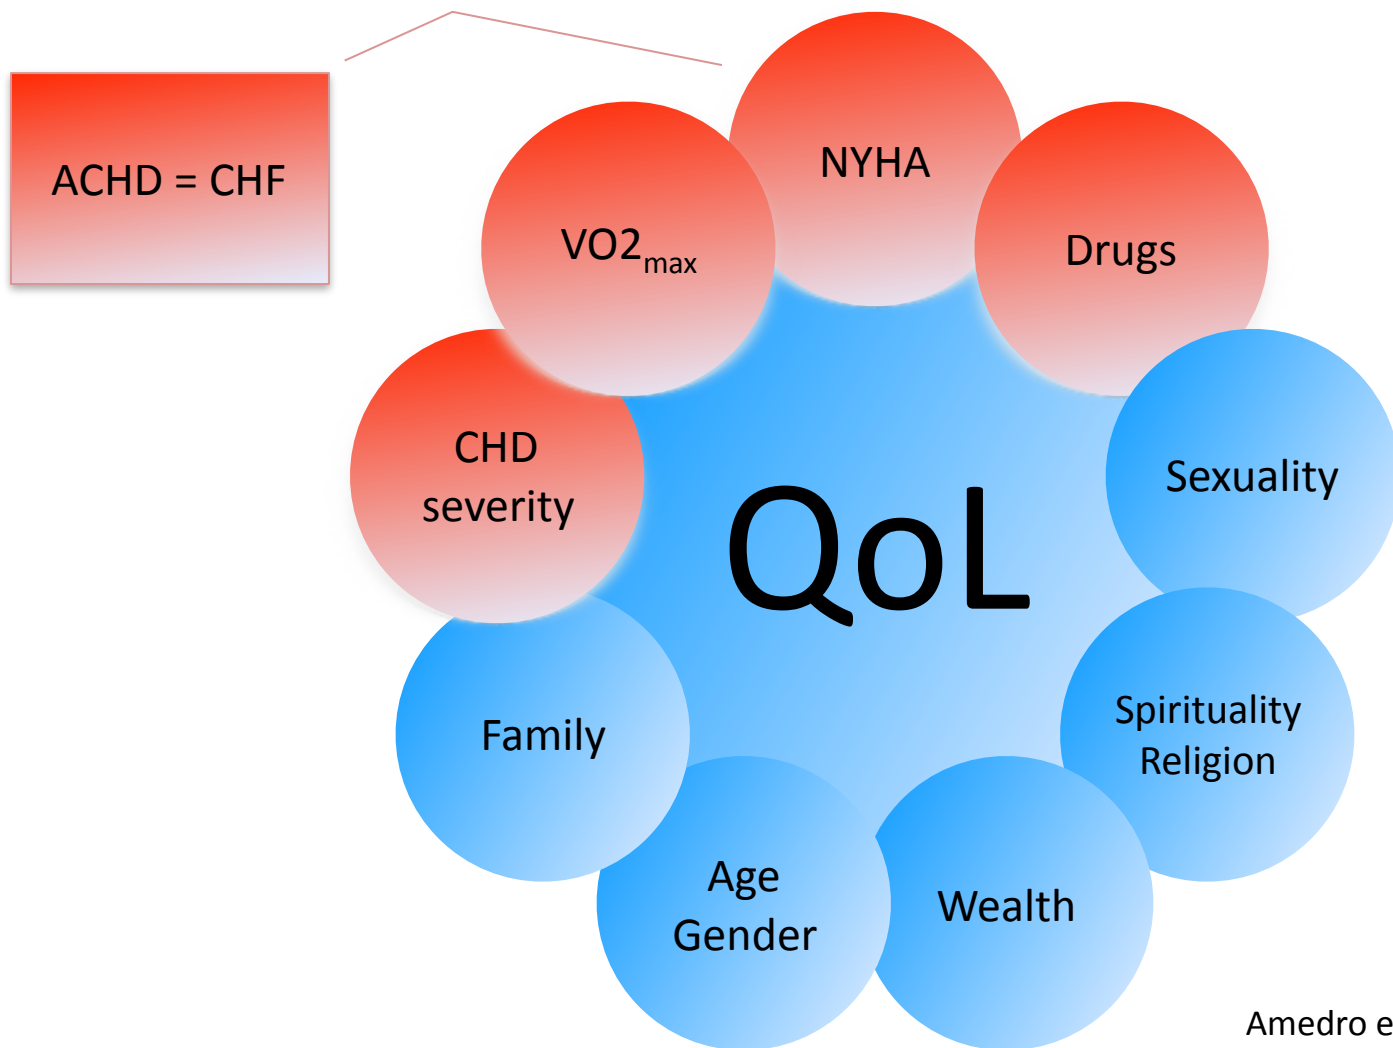 ACHD = CHF
NYHA
VO2max
Drugs
CHD
severity
Sexuality
QoL
Family
Spirituality
Religion
Age
Gender
Wealth
Amedro e